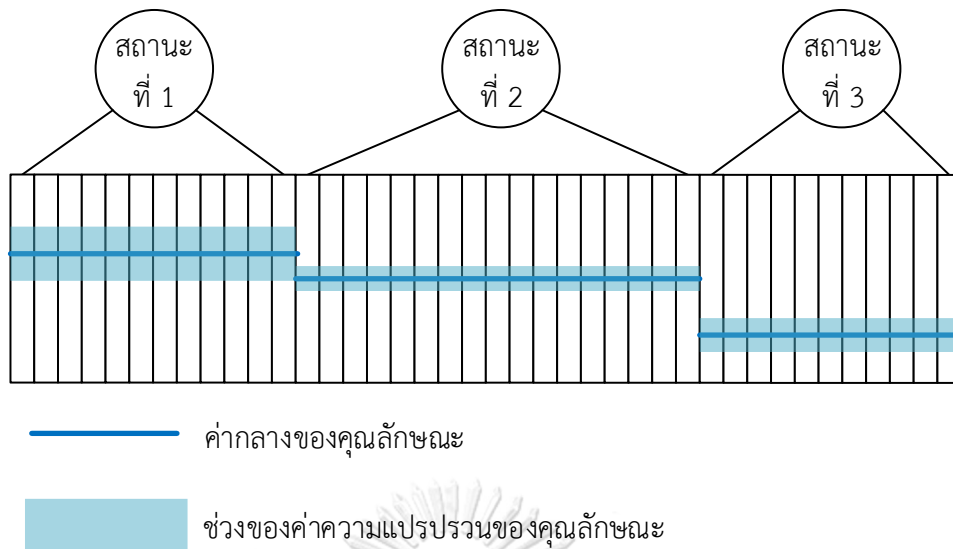 สถานะ
ที่ 1
สถานะ
ที่ 2
สถานะ
ที่ 3
ค่ากลางของคุณลักษณะ
ช่วงของค่าความแปรปรวนของคุณลักษณะ